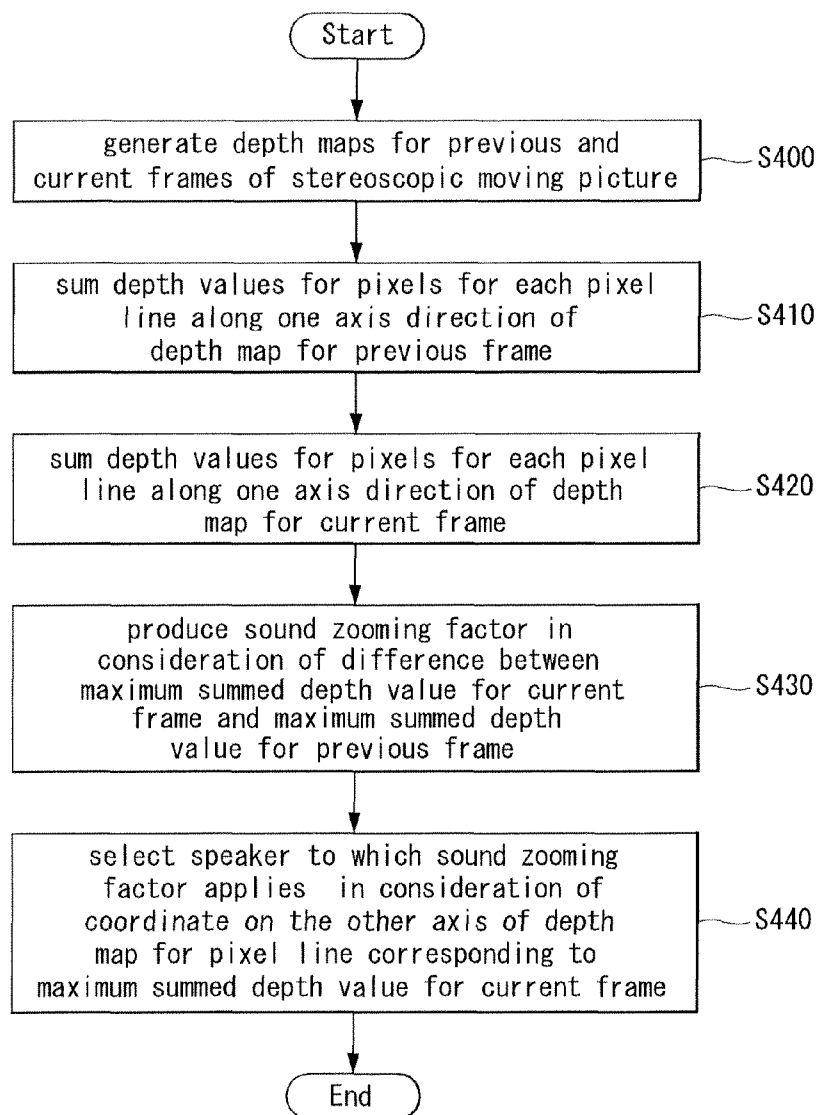 Start
generate depth maps for previous and
current frames of stereoscopic moving picture
S400
sum depth values for pixels for each pixel
line along one axis direction of
depth map for previous frame
S410
sum depth values for pixels for each pixel
line along one axis direction of depth
map for current frame
S420
produce sound zooming factor in
consideration of difference between
maximum summed depth value for current
frame and maximum summed depth
value for previous frame
S430
select speaker to which sound zooming
factor applies in consideration of
coordinate on the other axis of depth
map for pixel line corresponding to
maximum summed depth value for current frame
S440
End